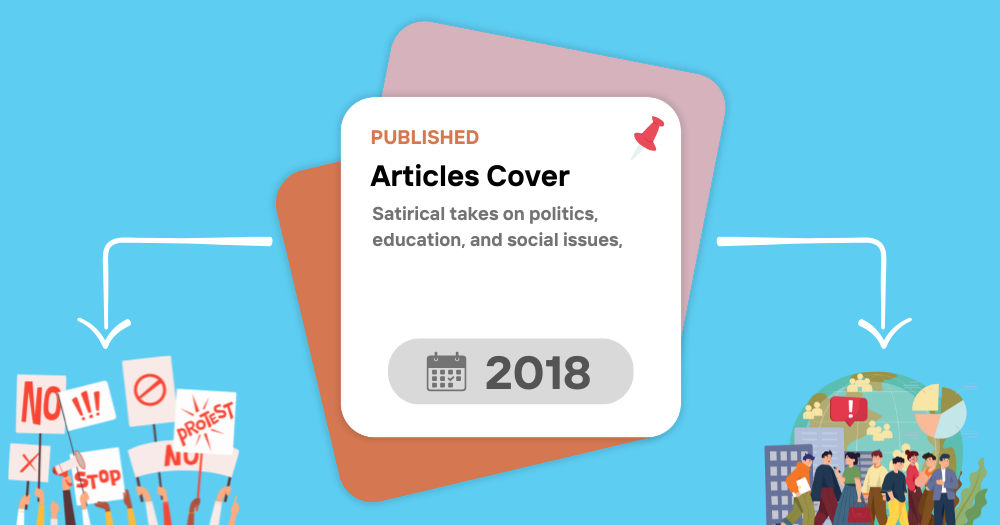 PUBLISHED
Articles Cover
Satirical takes on politics,
education, and social issues,
2018
NO
!!!
PROTEST
X
STOP
NO
!